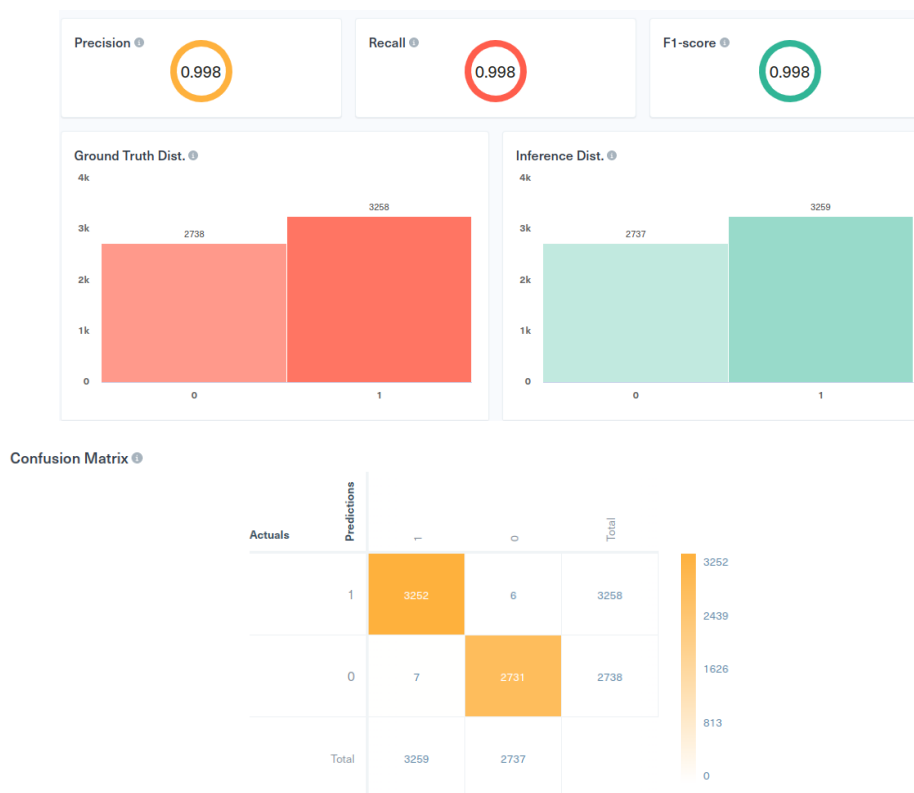 Precision
Recall
F1-score
0.998
0.998
0.998
Ground Truth Dist.
4k
3k
2k
1k
0
2738
3258
0
1
Inference Dist.
4k
3k
2k
1k
0
2737
3259
0
1
Confusion Matrix
Actuals
Predictions
1
0
Total
1
3252
6
3258
0
7
2731
2738
Total
3259
2737
3252
2439
1626
813
0